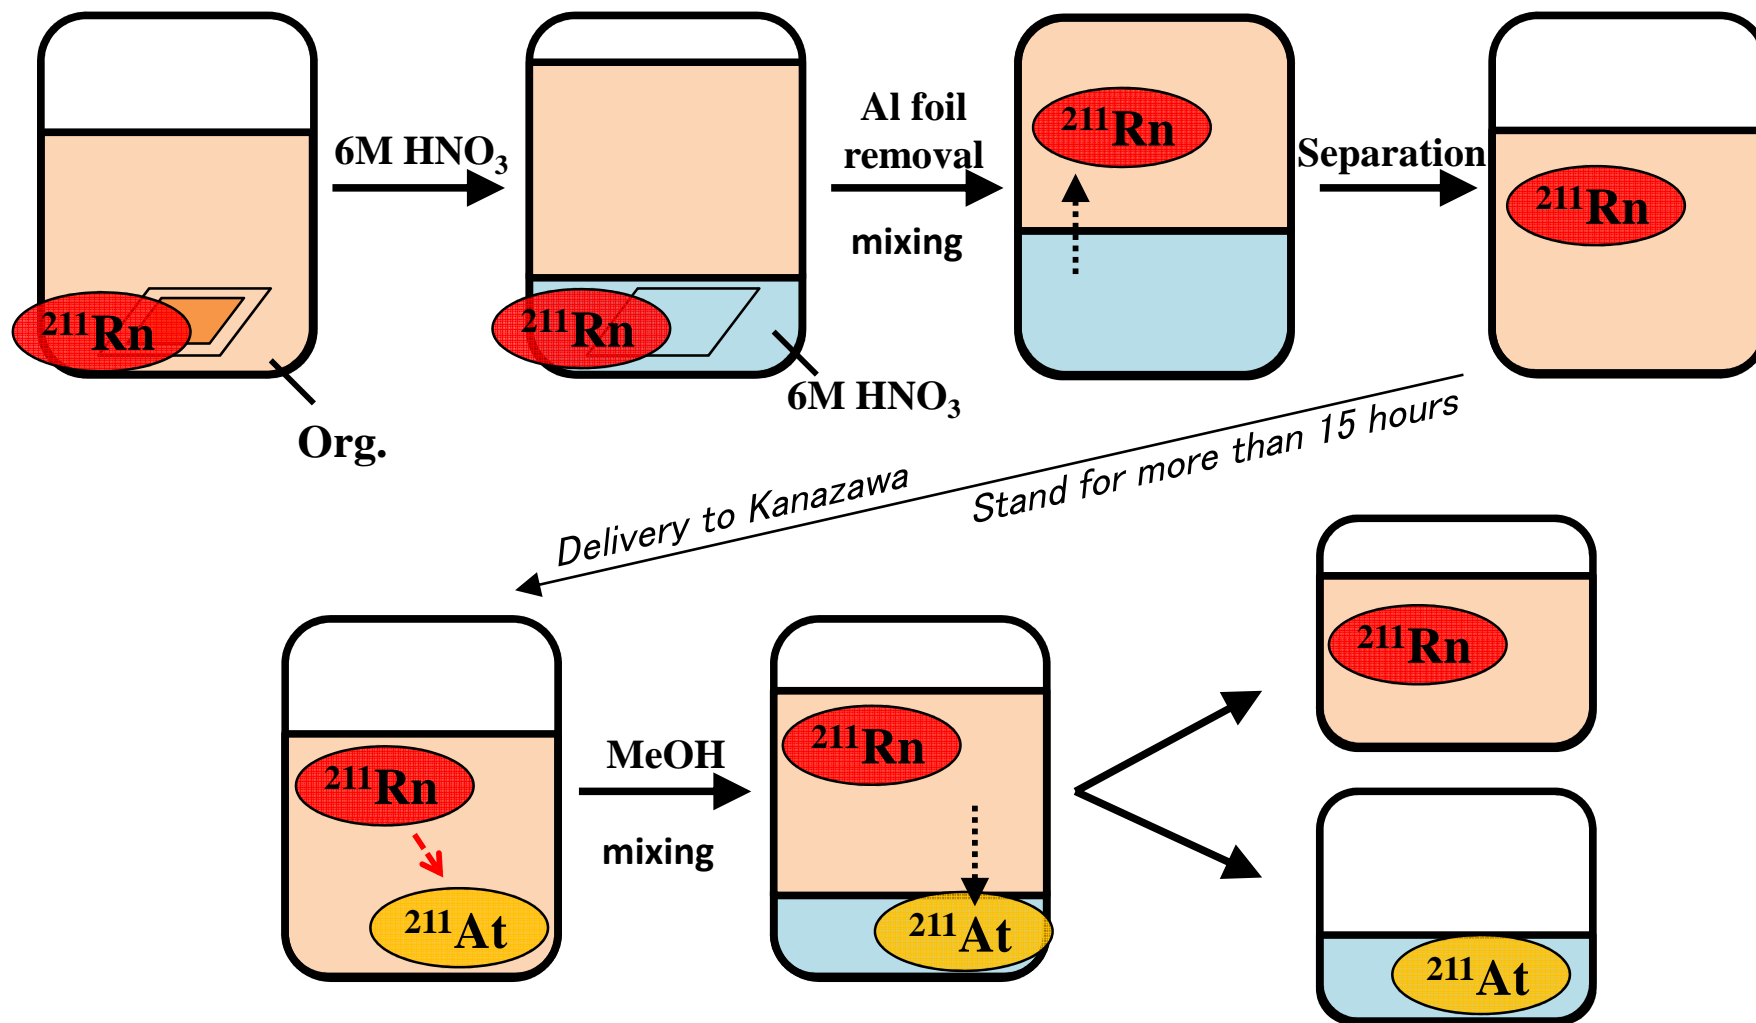 6M HNO₃
Al foil
removal
mixing
Separation
²¹¹Rn
²¹¹Rn
²¹¹Rn
²¹¹Rn
6M HNO₃
Org.
Delivery to Kanazawa
Stand for more than 15 hours
²¹¹Rn
²¹¹At
MeOH
mixing
²¹¹Rn
²¹¹At
²¹¹Rn
²¹¹At